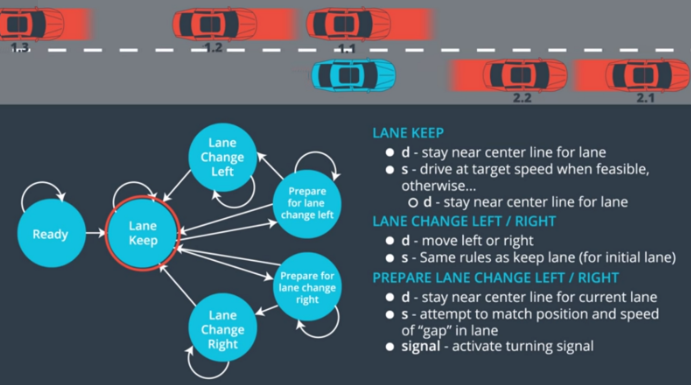 1.3
1.2
1.1
2.2
2.1
Ready
Lane
Keep
Lane
Change
Left
Prepare
for lane
change left
Prepare for
lane change
right
Lane
Change
Right
LANE KEEP
● d - stay near center line for lane
● s - drive at target speed when feasible,
otherwise...
○ d - stay near center line for lane
LANE CHANGE LEFT / RIGHT
● d - move left or right
● s - Same rules as keep lane (for initial lane)
PREPARE LANE CHANGE LEFT / RIGHT
● d - stay near center line for current lane
● s - attempt to match position and speed
of “gap” in lane
● signal - activate turning signal